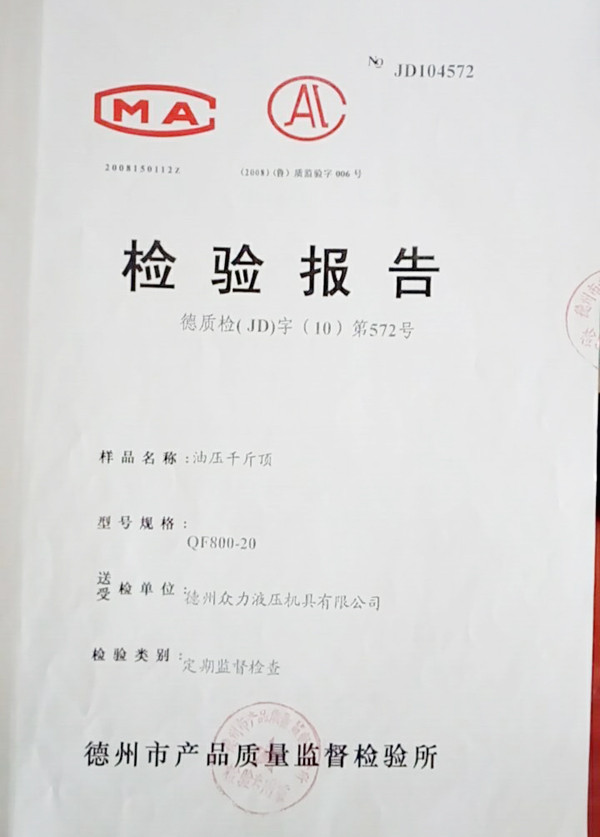 No JD104572
MA
AL
2008150112Z
(2008)(鲁)质监验字006号
检验报告
德质检(JD)字(10)第572号
样品名称:油压千斤顶
型号规格:
QF800-20
送
受检单位:德州众力液压机具有限公司
检验类别:定期监督检查
德州市产品质量监督检验所